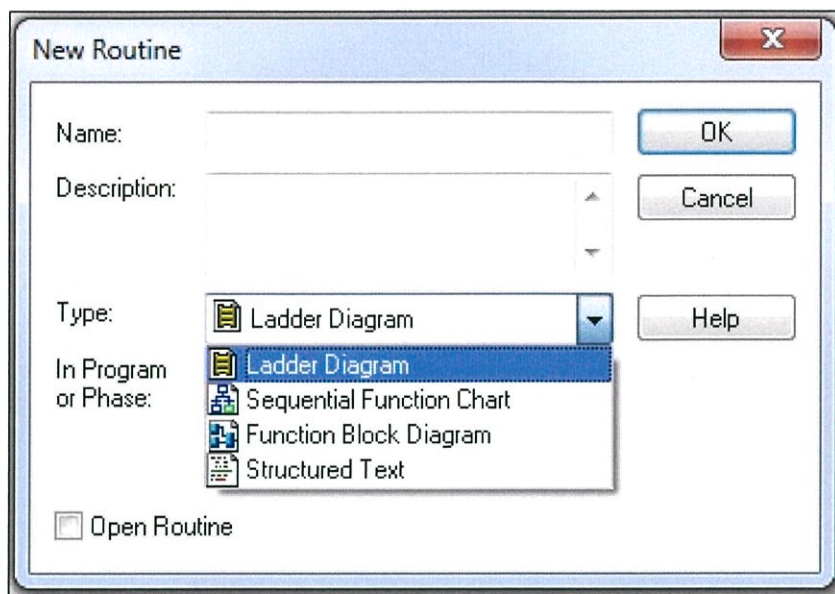 New Routine
X
Name:
OK
Description:
Cancel
Type:
Ladder Diagram
Help
In Program
or Phase:
Ladder Diagram
Sequential Function Chart
Function Block Diagram
Structured Text
Open Routine